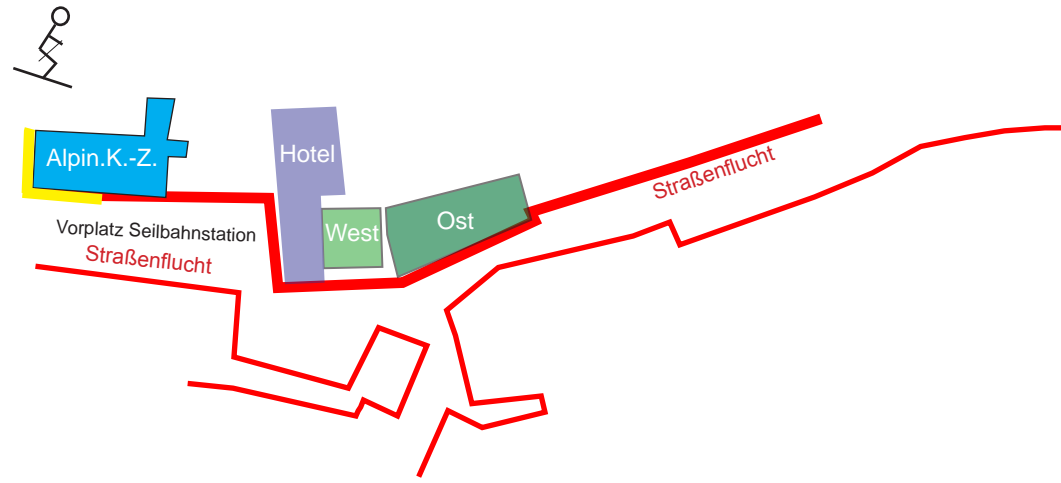 Alpin.K.-Z.
Hotel
West
Ost
Straßenflucht
Vorplatz Seilbahnstation
Straßenflucht